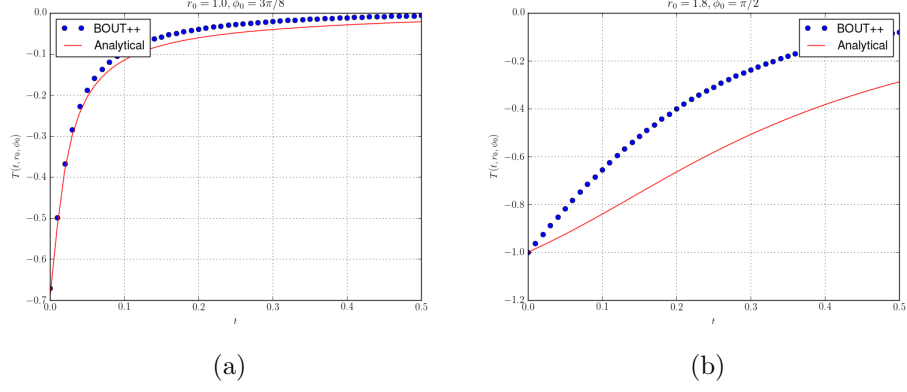 r₀ = 1.0, ϕ₀ = 3π/8
BOUT++
Analytical
0.0
−0.1
−0.2
−0.3
−0.4
−0.5
−0.6
−0.7
T(t, r₀, ϕ₀)
0.0 0.1 0.2 0.3 0.4 0.5
t
(a)
r₀ = 1.8, ϕ₀ = π/2
BOUT++
Analytical
0.0
−0.2
−0.4
−0.6
−0.8
−1.0
−1.2
T(t, r₀, ϕ₀)
0.0 0.1 0.2 0.3 0.4 0.5
t
(b)